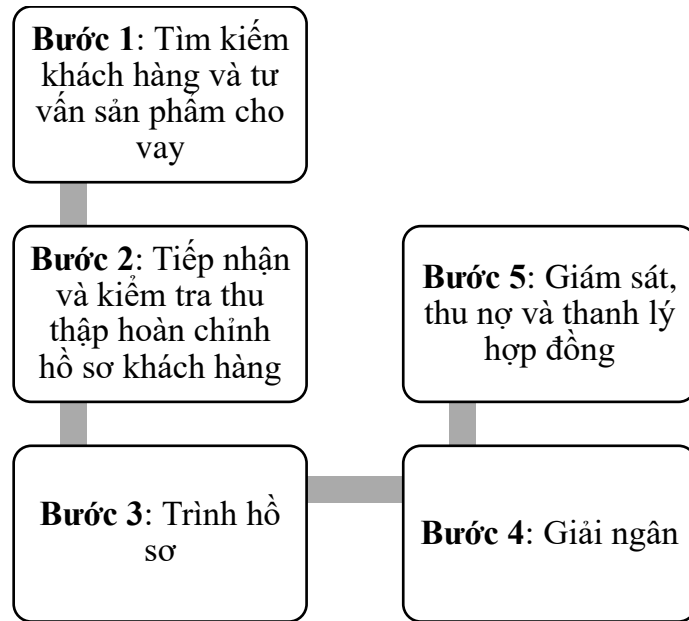 Bước 1: Tìm kiếm
khách hàng và tư
vấn sản phẩm cho
vay
Bước 2: Tiếp nhận
và kiểm tra thu
thập hoàn chỉnh
hồ sơ khách hàng
Bước 3: Trình hồ
sơ
Bước 4: Giải ngân
Bước 5: Giám sát,
thu nợ và thanh lý
hợp đồng